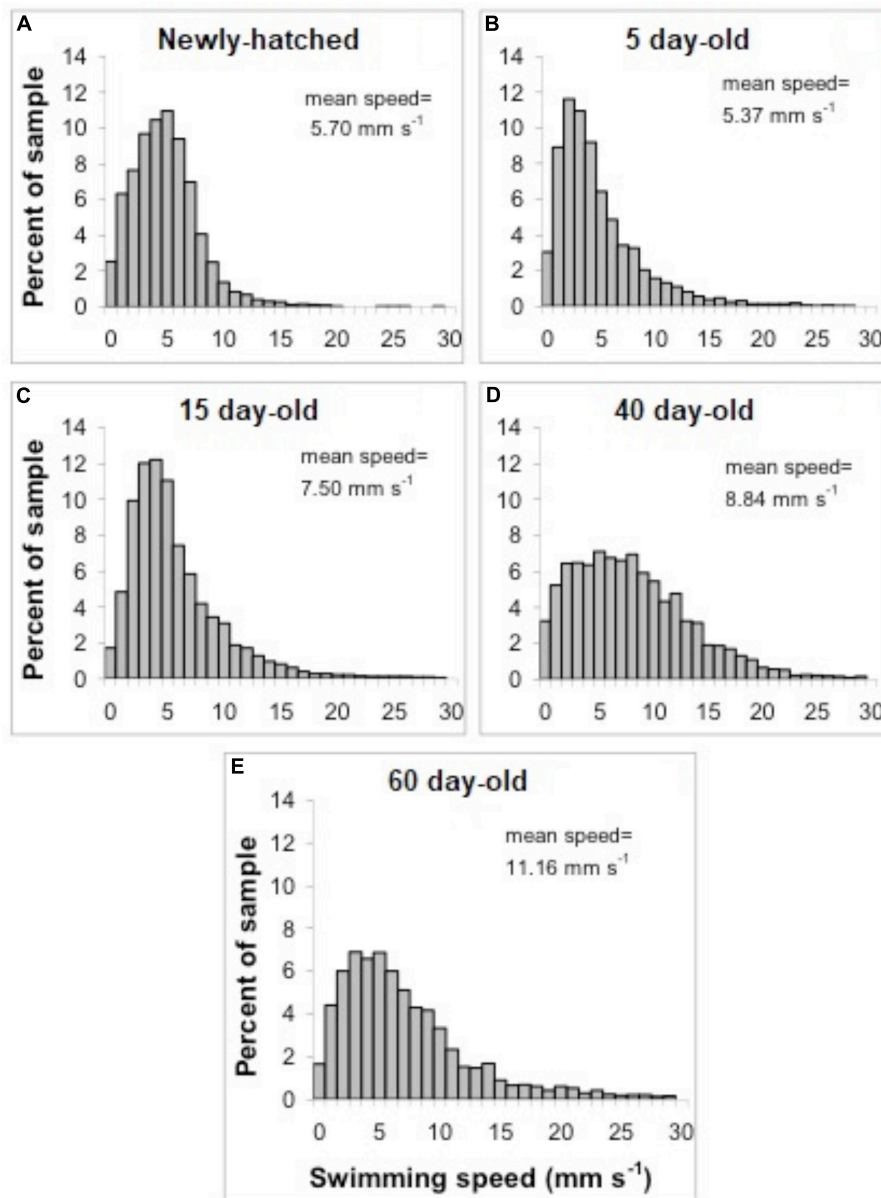 A
Newly-hatched
mean speed=
5.70 mm s⁻¹
Percent of sample
14
12
10
8
6
4
2
0
0 5 10 15 20 25 30
B
5 day-old
mean speed=
5.37 mm s⁻¹
14
12
10
8
6
4
2
0
0 5 10 15 20 25 30
C
15 day-old
mean speed=
7.50 mm s⁻¹
Percent of sample
14
12
10
8
6
4
2
0
0 5 10 15 20 25 30
D
40 day-old
mean speed=
8.84 mm s⁻¹
14
12
10
8
6
4
2
0
0 5 10 15 20 25 30
E
60 day-old
mean speed=
11.16 mm s⁻¹
Percent of sample
14
12
10
8
6
4
2
0
0 5 10 15 20 25 30
Swimming speed (mm s⁻¹)